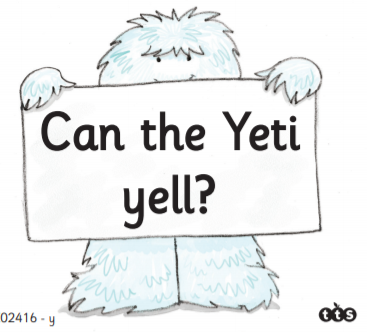 Can the Yeti
yell?
02416 - y
tts